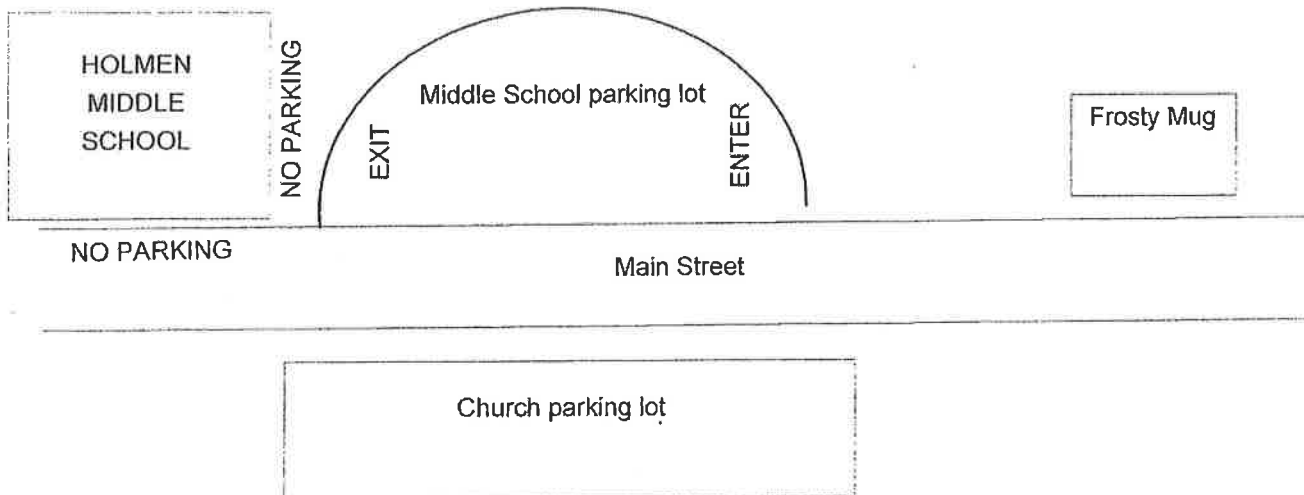 HOLMEN
MIDDLE
SCHOOL
NO PARKING
Middle School parking lot
EXIT
ENTER
Frosty Mug
NO PARKING
Main Street
Church parking lot